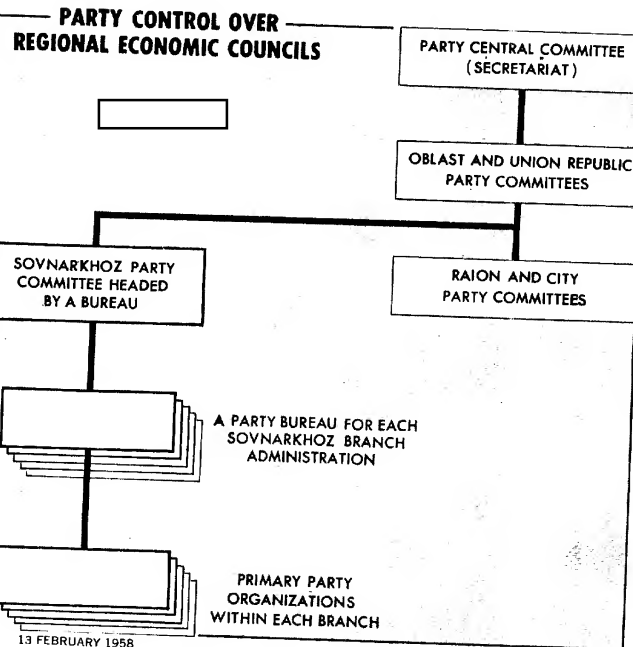 PARTY CONTROL OVER
REGIONAL ECONOMIC COUNCILS
PARTY CENTRAL COMMITTEE
(SECRETARIAT)
OBLAST AND UNION REPUBLIC
PARTY COMMITTEES
SOVNARKHOZ PARTY
COMMITTEE HEADED
BY A BUREAU
RAION AND CITY
PARTY COMMITTEES
A PARTY BUREAU FOR EACH
SOVNARKHOZ BRANCH
ADMINISTRATION
PRIMARY PARTY
ORGANIZATIONS
WITHIN EACH BRANCH
13 FEBRUARY 1958